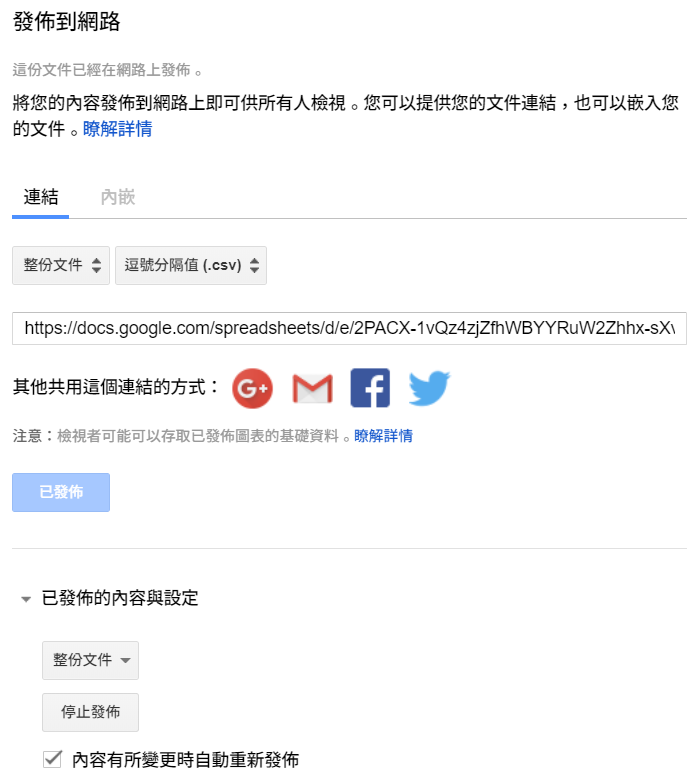 發佈到網路
這份文件已經在網路上發佈。
將您的內容發佈到網路上即可供所有人檢視。您可以提供您的文件連結，也可以嵌入您
的文件。瞭解詳情
連結 內嵌
整份文件 逗號分隔值 (.csv)
https://docs.google.com/spreadsheets/d/e/2PACX-1vQz4zjZfhWBYYRuW2Zhhx-sXv
其他共用這個連結的方式： G+ f
注意：檢視者可能可以存取已發佈圖表的基礎資料。瞭解詳情
已發佈
已發佈的內容與設定
整份文件
停止發佈
內容有所變更時自動重新發佈